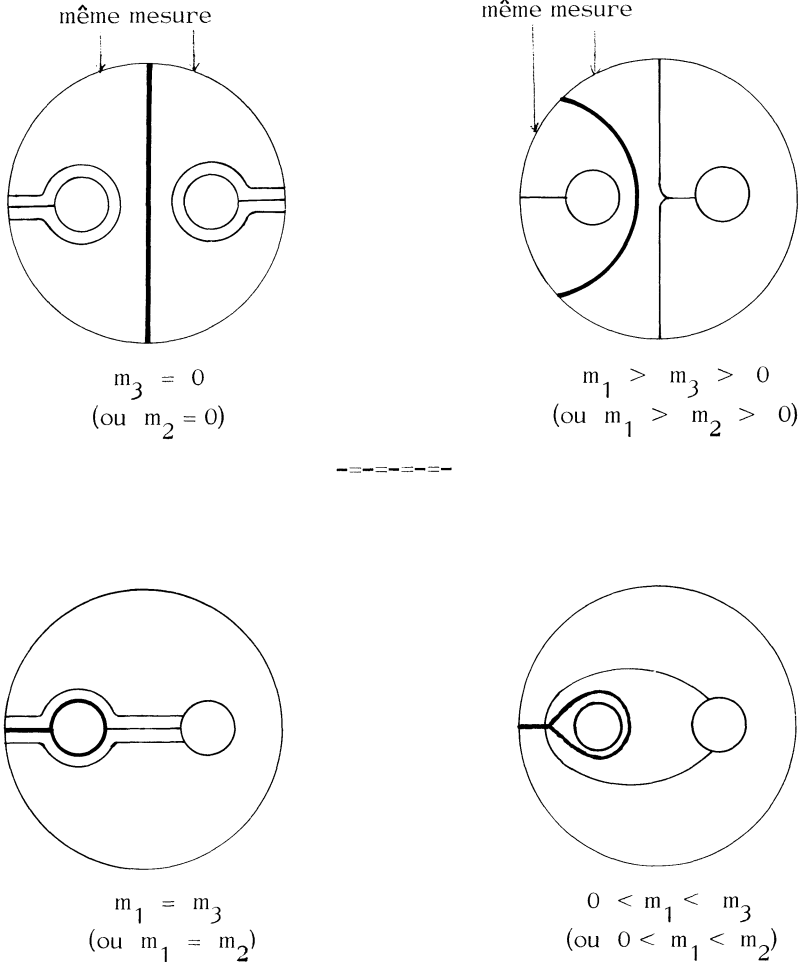 même mesure
même mesure
m₃ = 0
(ou m₂ = 0)
m₁ > m₃ > 0
(ou m₁ > m₂ > 0)
m₁ = m₃
(ou m₁ = m₂)
0 < m₁ < m₃
(ou 0 < m₁ < m₂)